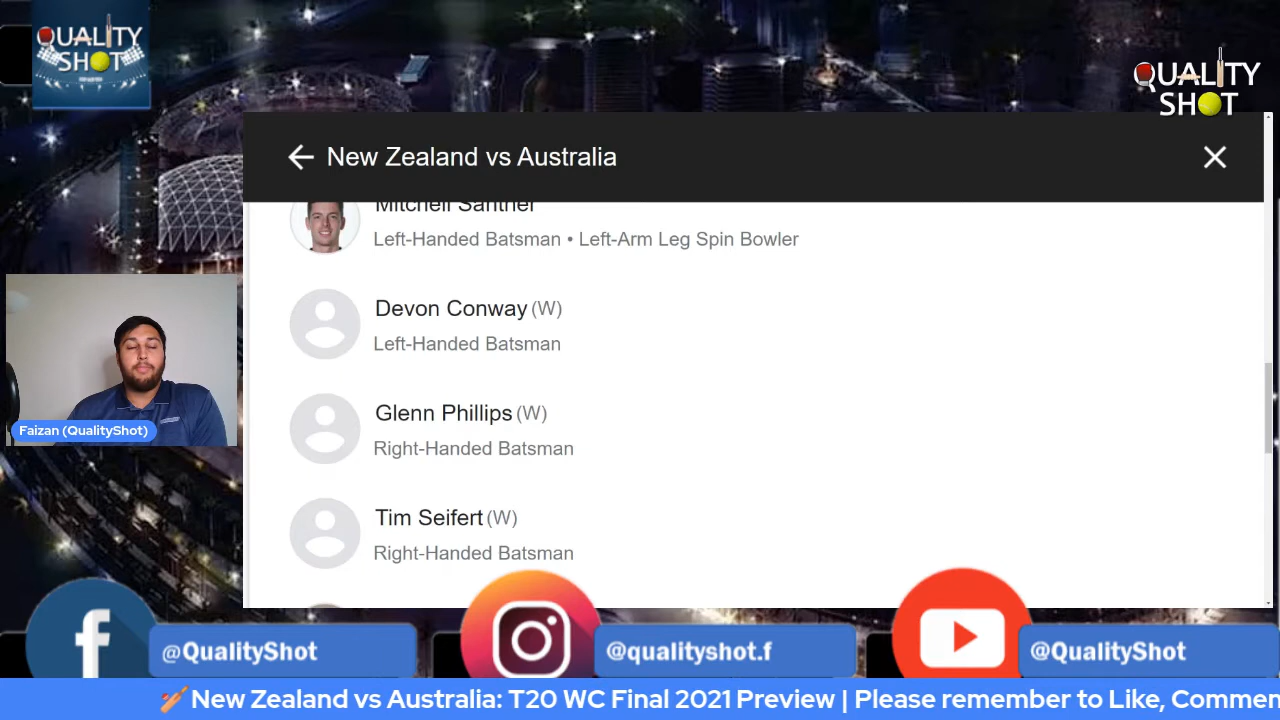 QUALITY
SHOT
QUALITY
SHOT
New Zealand vs Australia
Mitchell Santner
Left-Handed Batsman • Left-Arm Leg Spin Bowler
Devon Conway (W)
Left-Handed Batsman
Glenn Phillips (W)
Right-Handed Batsman
Tim Seifert (W)
Right-Handed Batsman
Faizan (QualityShot)
@QualityShot
@qualityshot.f
@QualityShot
New Zealand vs Australia: T20 WC Final 2021 Preview | Please remember to Like, Commen